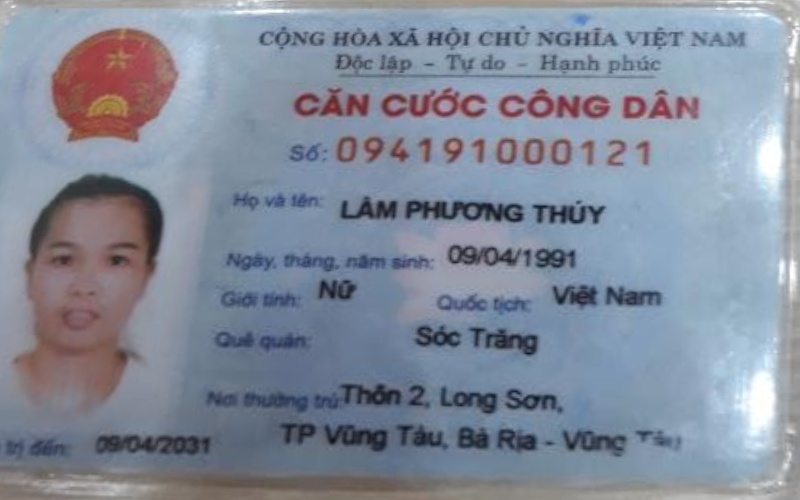 CỘNG HÒA XÃ HỘI CHỦ NGHĨA VIỆT NAM
Độc lập - Tự do - Hạnh phúc
CĂN CƯỚC CÔNG DÂN
Số: 094191000121
Họ và tên: LÂM PHƯƠNG THÚY
Ngày, tháng, năm sinh: 09/04/1991
Giới tính: Nữ Quốc tịch: Việt Nam
Quê quán: Sóc Trăng
Nơi thường trú: Thôn 2, Long Sơn,
TP Vũng Tàu, Bà Rịa - Vũng Tàu
trị đến: 09/04/2031